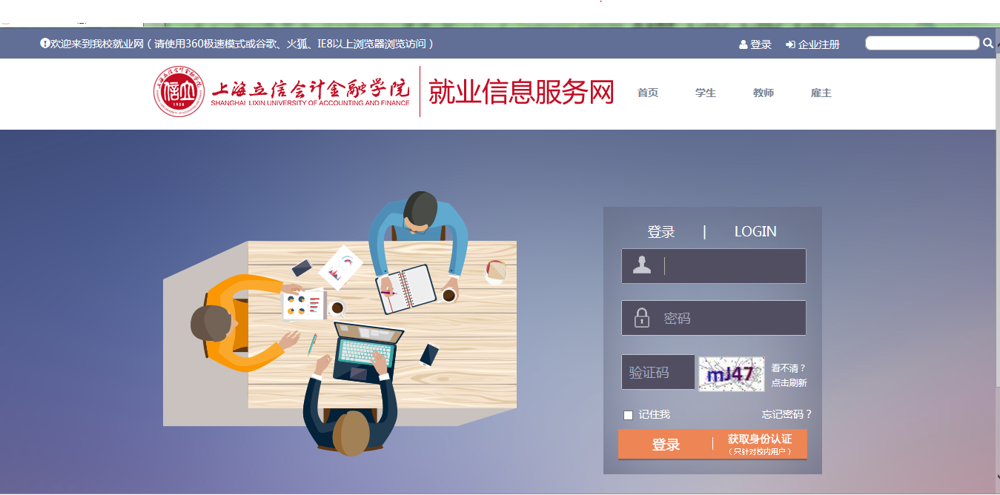 欢迎来到我校就业网（请使用360极速模式或谷歌、火狐、IE8以上浏览器浏览访问）
登录 企业注册
上海立信会计金融学院
SHANGHAI LIXIN UNIVERSITY OF ACCOUNTING AND FINANCE
就业信息服务网
首页 学生 教师 雇主
信立
1928
登录 | LOGIN
密码
验证码
mJ47
看不清？
点击刷新
记住我 忘记密码？
登录
获取身份认证
（只针对校内用户）